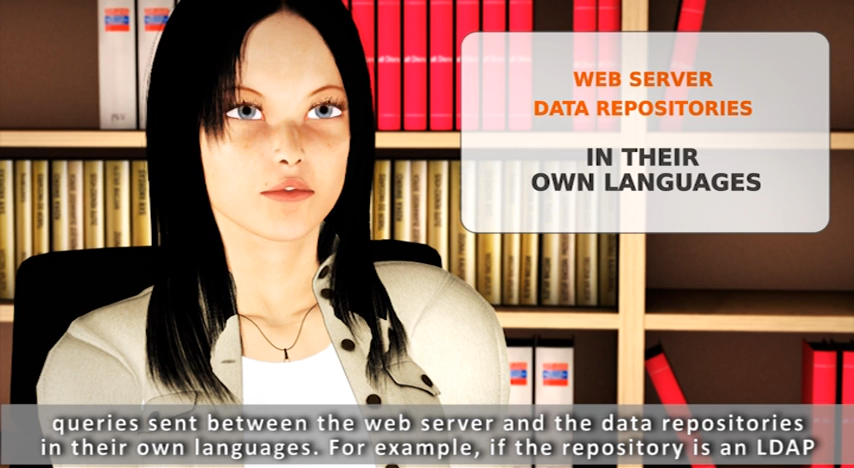 WEB SERVER
DATA REPOSITORIES
IN THEIR
OWN LANGUAGES
queries sent between the web server and the data repositories
in their own languages. For example, if the repository is an LDAP